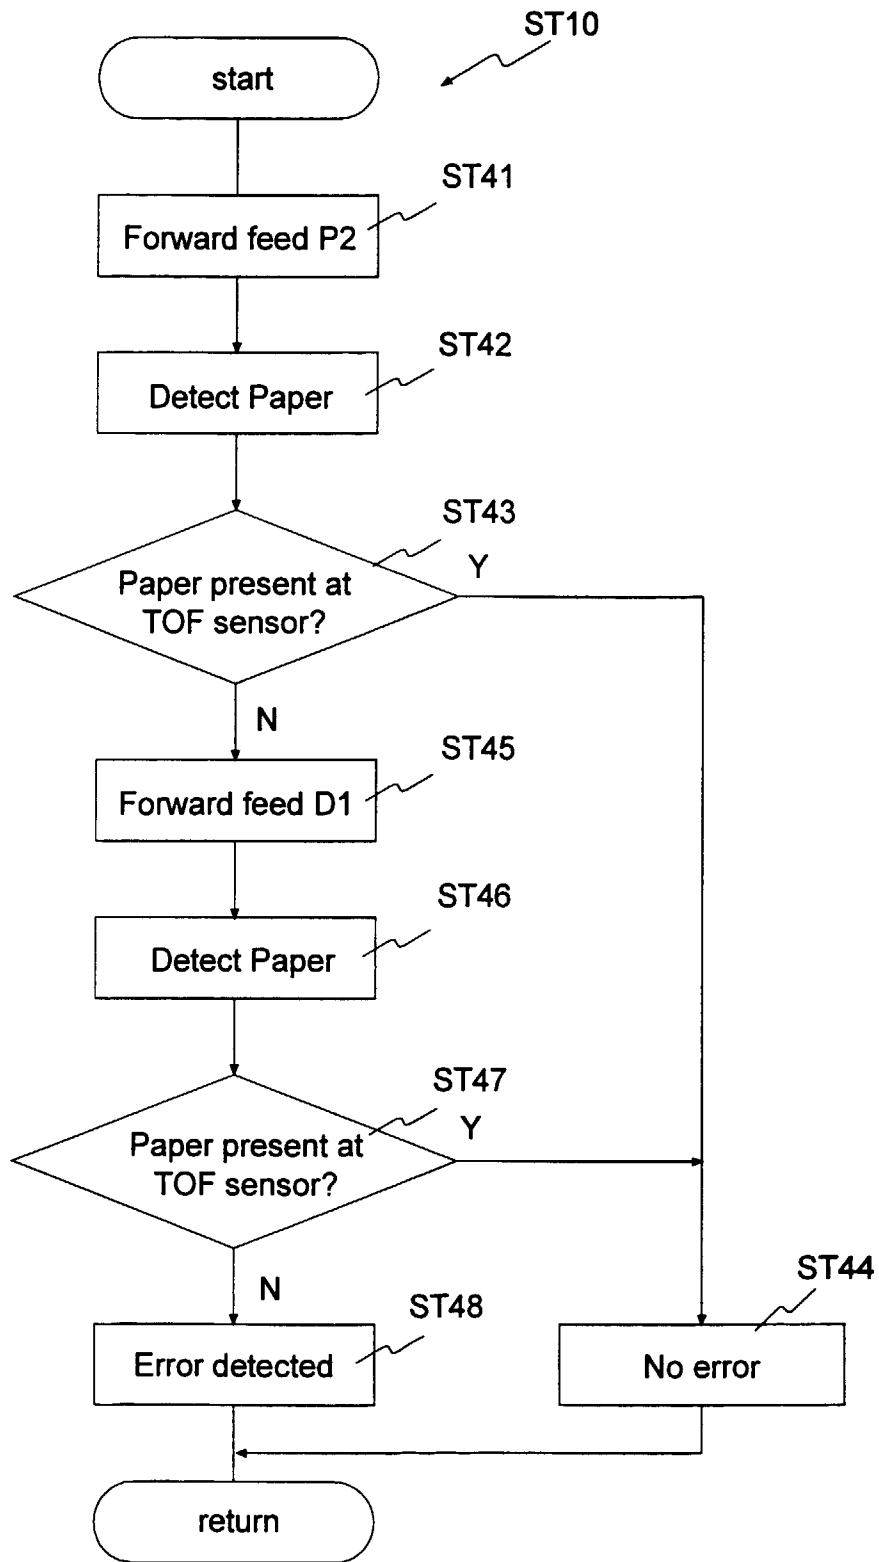 ST10
start
ST41
Forward feed P2
ST42
Detect Paper
ST43
Paper present at
TOF sensor?
Y
N
ST45
Forward feed D1
ST46
Detect Paper
ST47
Paper present at
TOF sensor?
Y
N
ST44
ST48
Error detected
No error
return